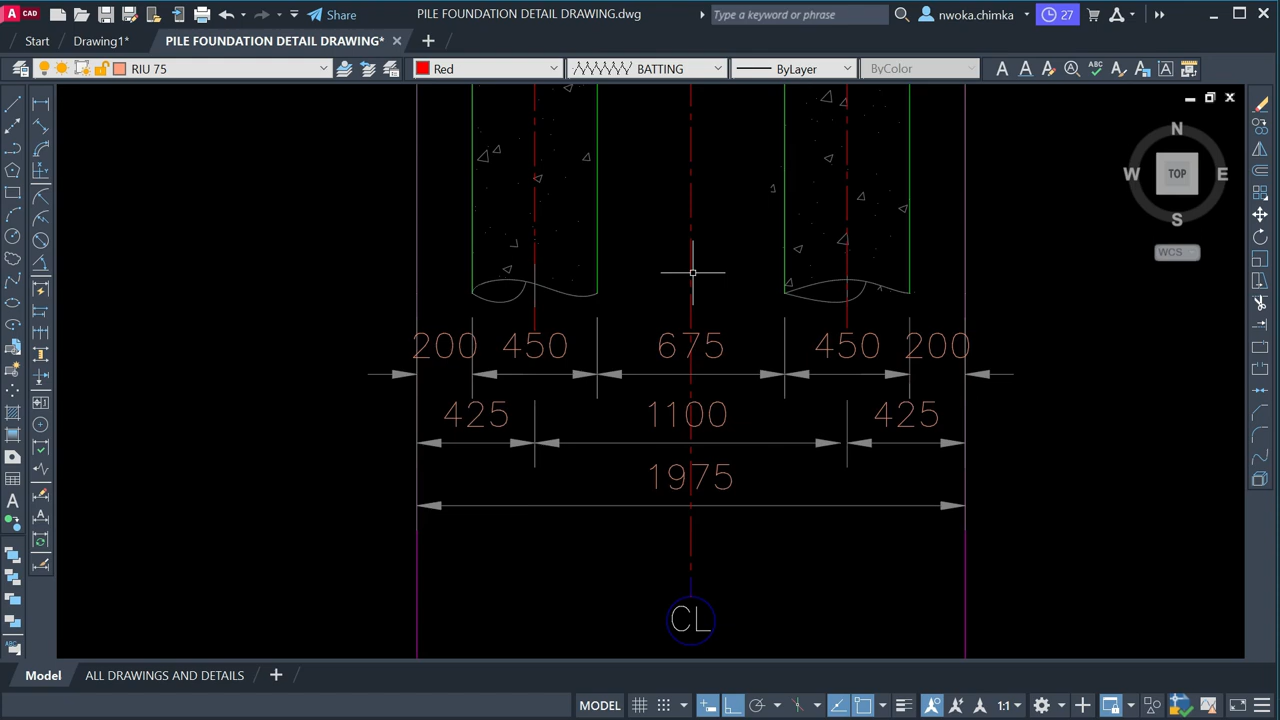 A CAD Share PILE FOUNDATION DETAIL DRAWING.dwg Type a keyword or phrase nwoka.chimka 27
Start Drawing1* PILE FOUNDATION DETAIL DRAWING*
RIU 75 Red BATTING ByLayer ByColor
N
W TOP E
S
WCS
200 450 675 450 200
425 1100 425
1975
CL
Model ALL DRAWINGS AND DETAILS
MODEL 1:1